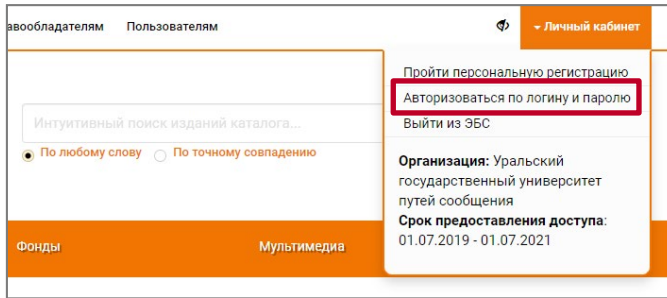 авообладателям Пользователям Личный кабинет
Пройти персональную регистрацию
Авторизоваться по логину и паролю
Выйти из ЭБС
Интуитивный поиск изданий каталога...
По любому слову По точному совпадению
Организация: Уральский
государственный университет
путей сообщения
Срок предоставления доступа:
01.07.2019 - 01.07.2021
Фонды Мультимедиа